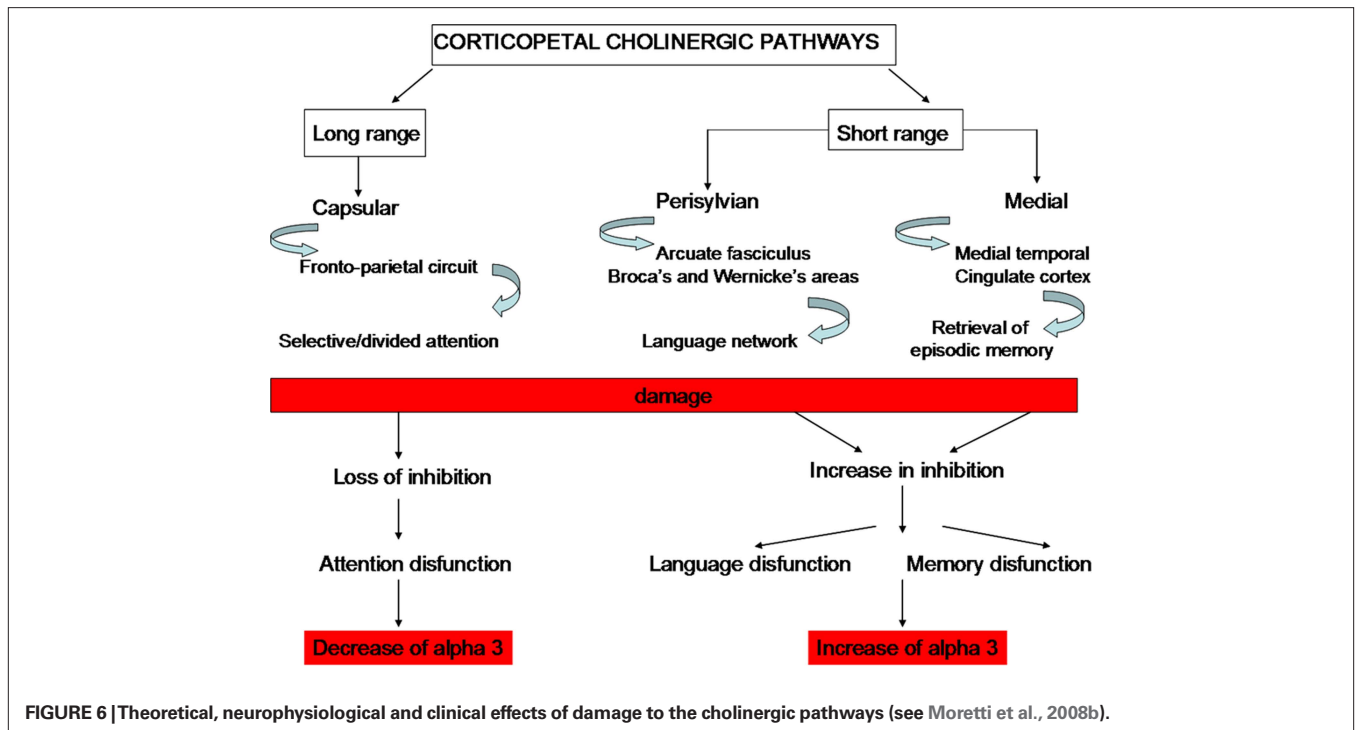 CORTICOPETAL CHOLINERGIC PATHWAYS
Long range
Short range
Capsular
Perisylvian
Medial
Fronto-parietal circuit
Arcuate fasciculus
Broca's and Wernicke's areas
Medial temporal
Cingulate cortex
Selective/divided attention
Language network
Retrieval of
episodic memory
damage
Loss of inhibition
Increase in inhibition
Attention disfunction
Language disfunction
Memory disfunction
Decrease of alpha 3
Increase of alpha 3
FIGURE 6 | Theoretical, neurophysiological and clinical effects of damage to the cholinergic pathways (see Moretti et al., 2008b).